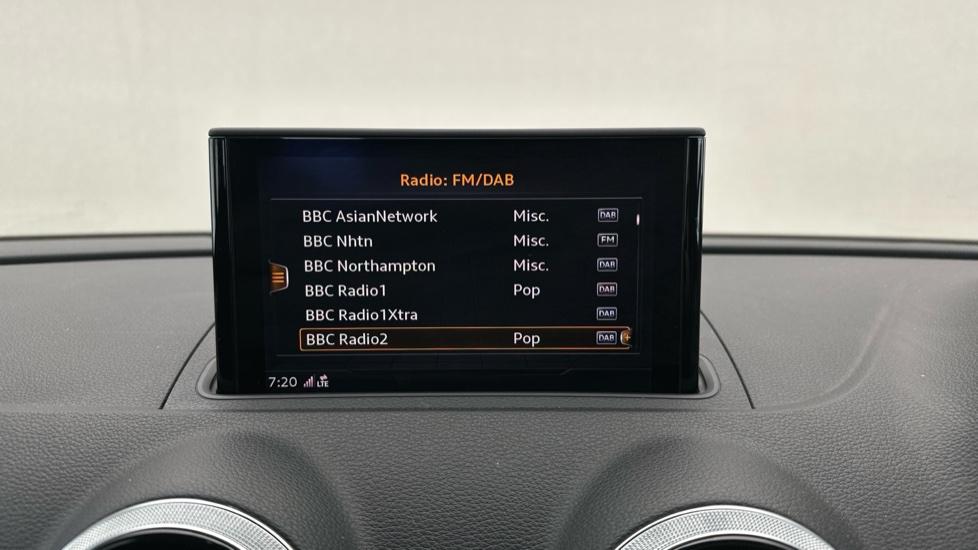 Radio: FM/DAB
BBC AsianNetwork Misc. DAB
BBC Nhtn Misc. FM
BBC Northampton Misc. DAB
BBC Radio1 Pop DAB
BBC Radio1Xtra DAB
BBC Radio2 Pop DAB
7:20 LTE